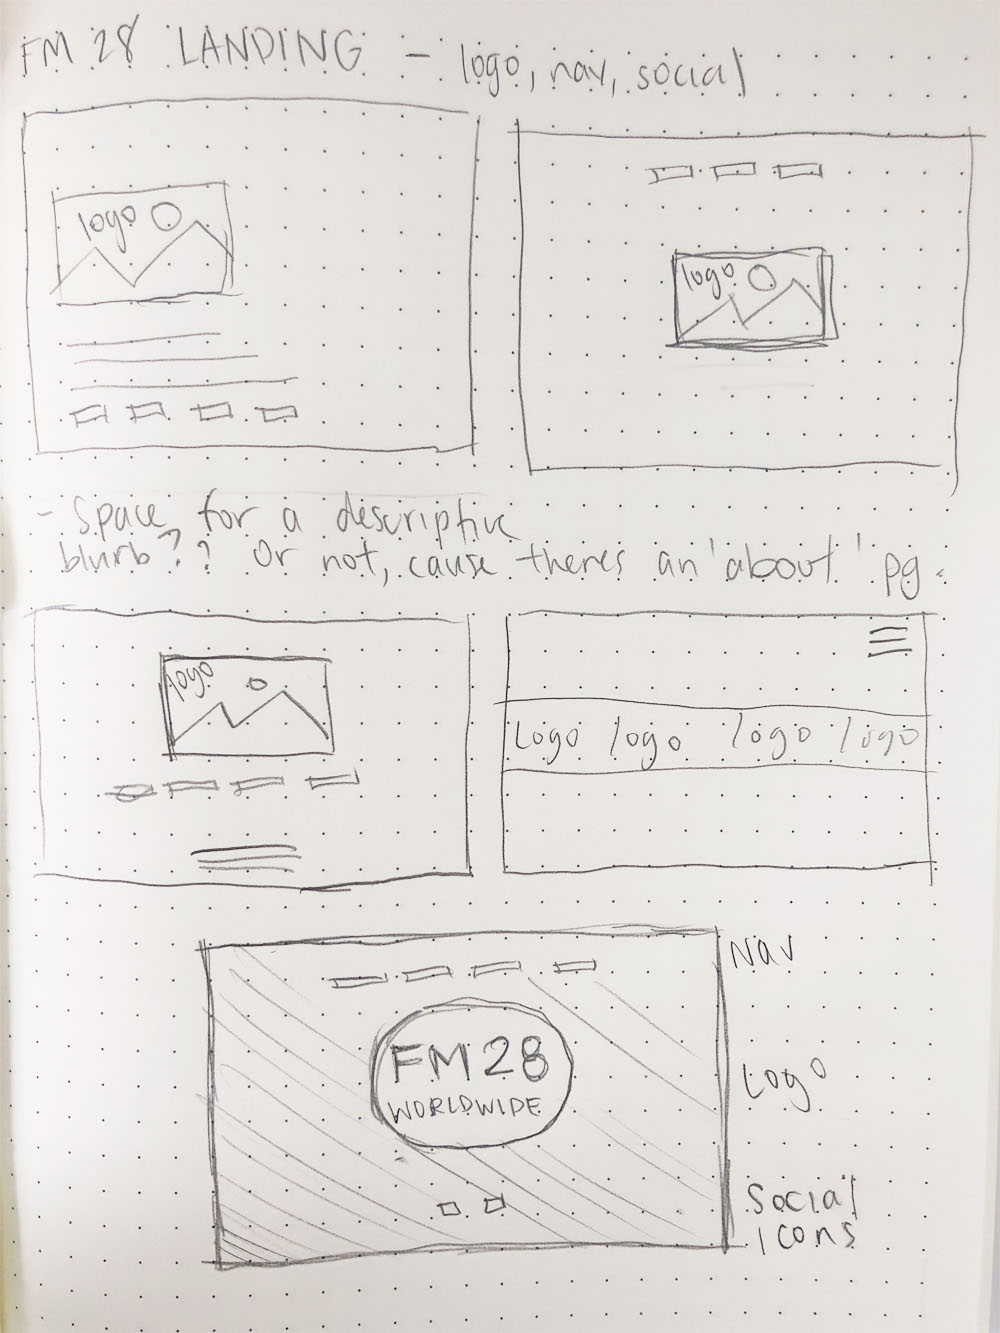 FM 28 LANDING - logo, nav, social
logo
logo
- Space for a descriptive
blurb?? Or not, cause theres an 'about' pg.
logo
Logo logo logo logo
Nav
FM 28
WORLDWIDE
Logo
Social
icons